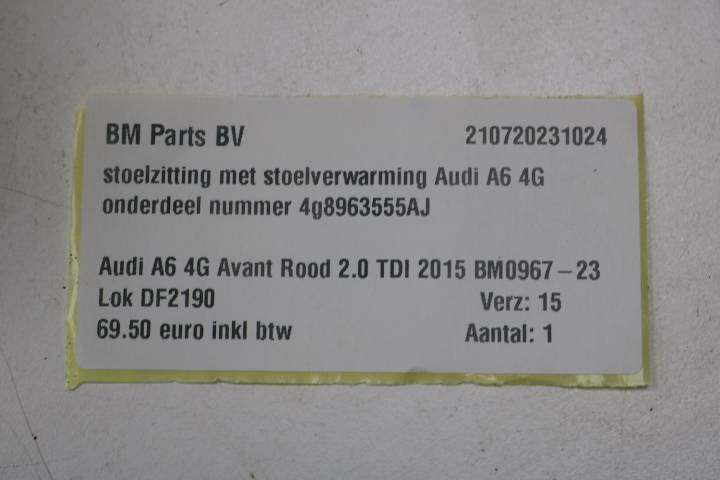 BM Parts BV 210720231024
stoelzitting met stoelverwarming Audi A6 4G
onderdeel nummer 4g8963555AJ
Audi A6 4G Avant Rood 2.0 TDI 2015 BM0967-23
Lok DF2190 Verz: 15
69.50 euro inkl btw Aantal: 1